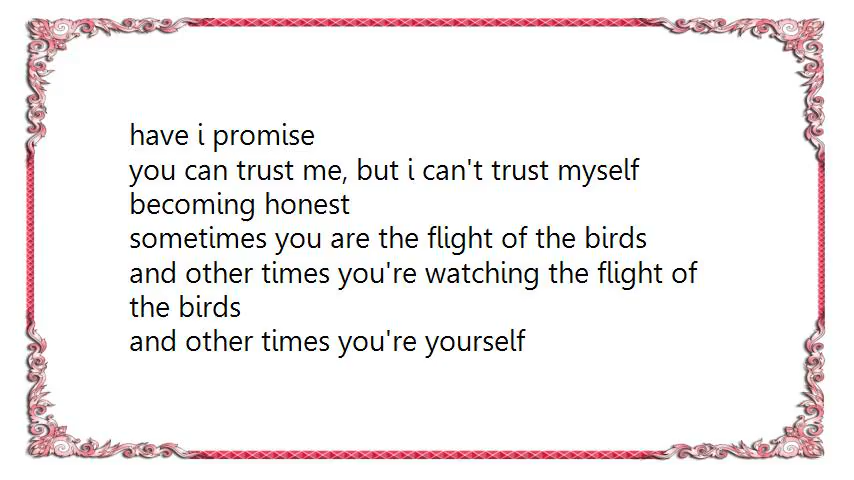 have i promise
you can trust me, but i can't trust myself
becoming honest
sometimes you are the flight of the birds
and other times you're watching the flight of
the birds
and other times you're yourself